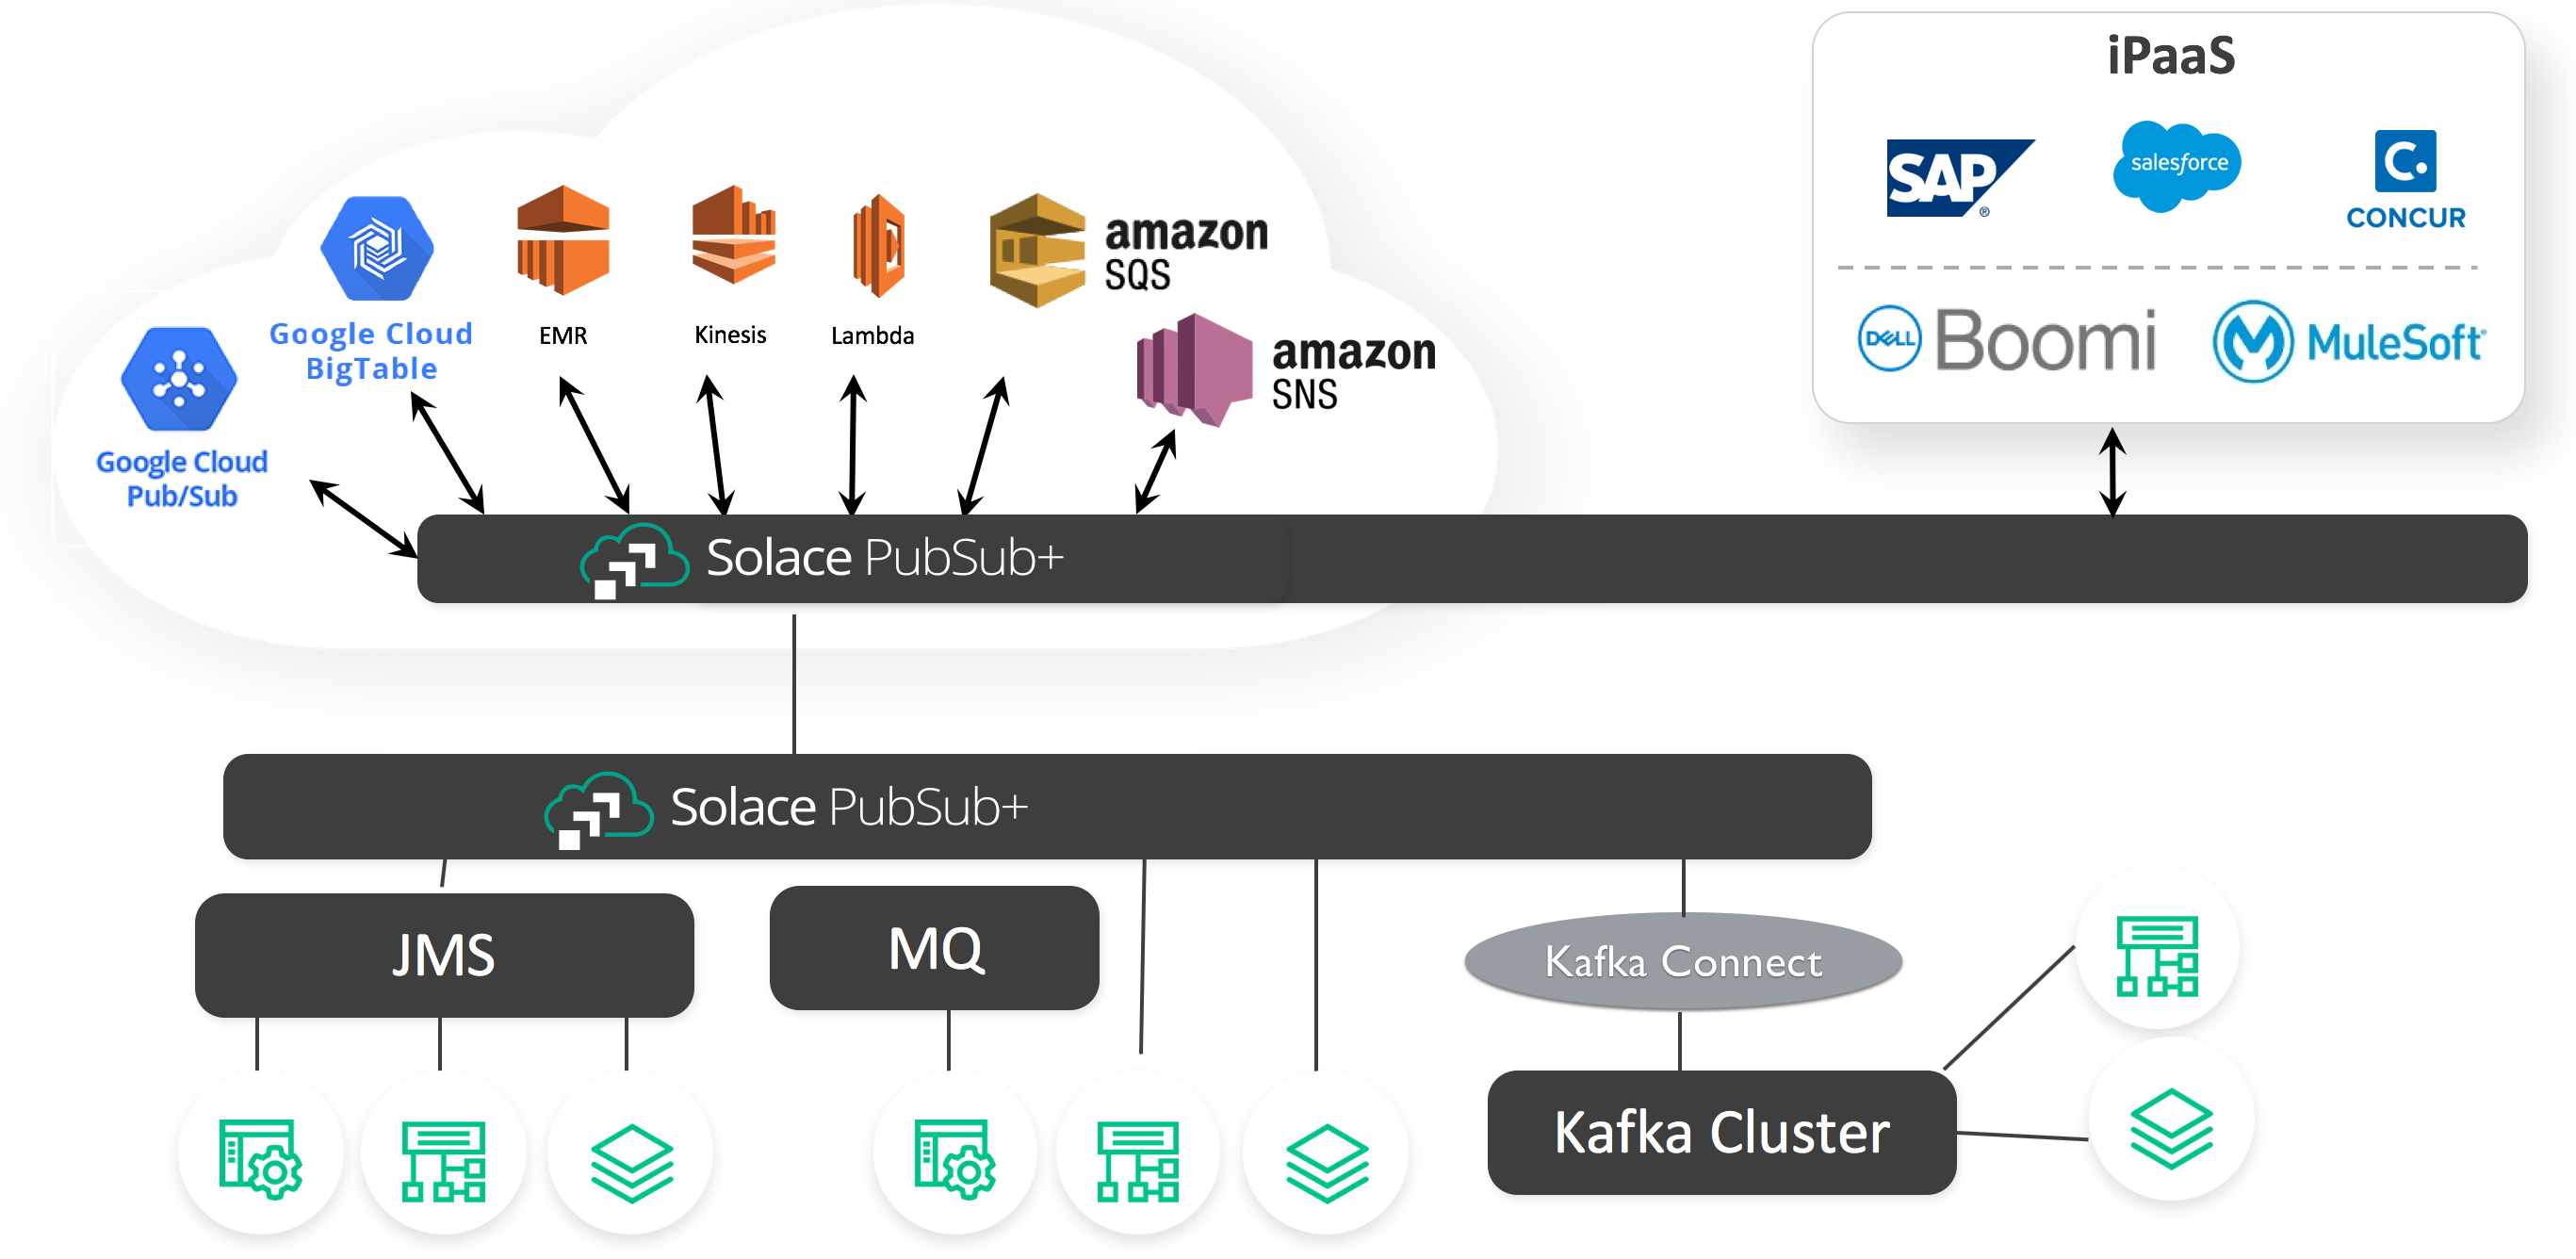 iPaaS
SAP®
salesforce
C.
CONCUR
DELL Boomi
MuleSoft®
Google Cloud
Pub/Sub
Google Cloud
BigTable
EMR
Kinesis
Lambda
amazon
SQS
amazon
SNS
Solace PubSub+
Solace PubSub+
JMS
MQ
Kafka Connect
Kafka Cluster